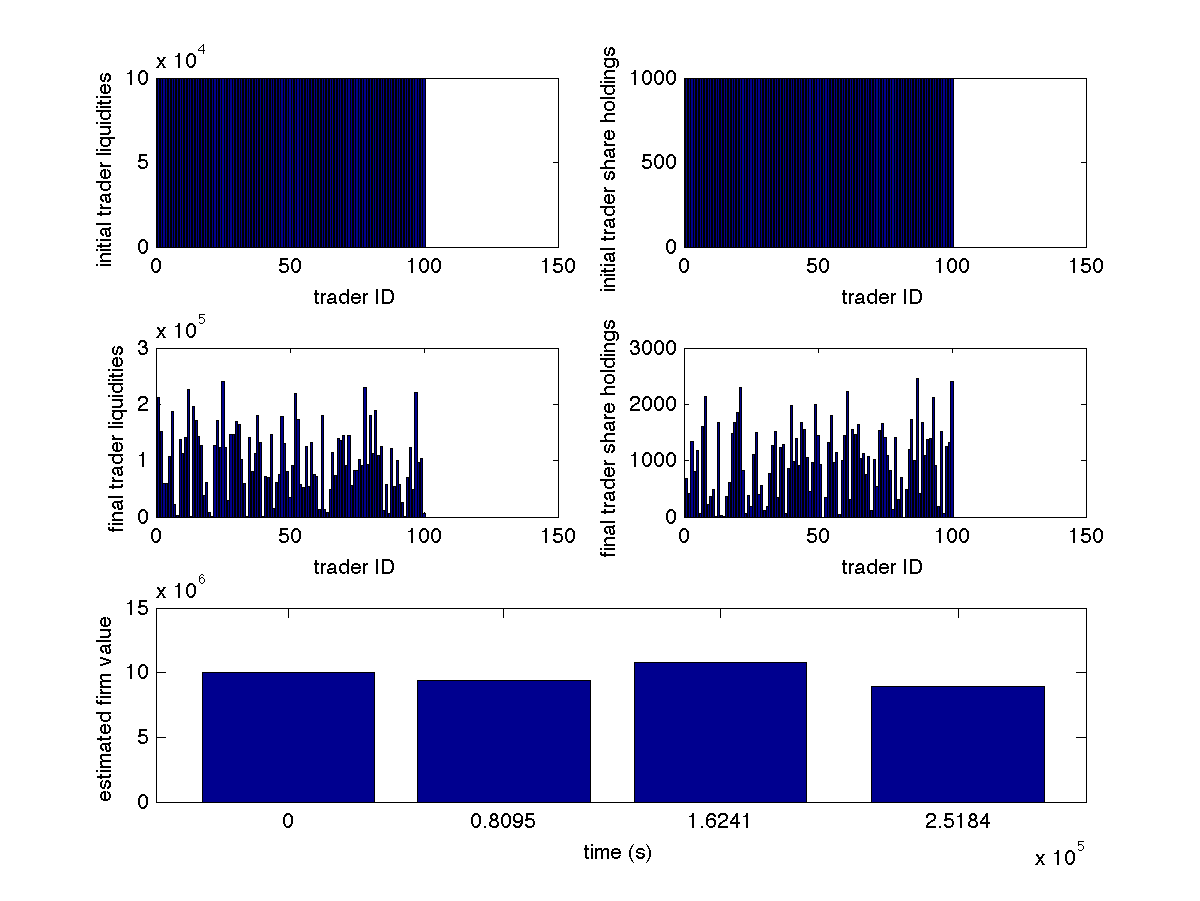 x 10^4
10
5
0
initial trader liquidities
0 50 100 150
trader ID
1000
500
0
initial trader share holdings
0 50 100 150
trader ID
x 10^5
3
2
1
0
final trader liquidities
0 50 100 150
trader ID
3000
2000
1000
0
final trader share holdings
0 50 100 150
trader ID
x 10^6
15
10
5
0
estimated firm value
0 0.8095 1.6241 2.5184
time (s)
x 10^5